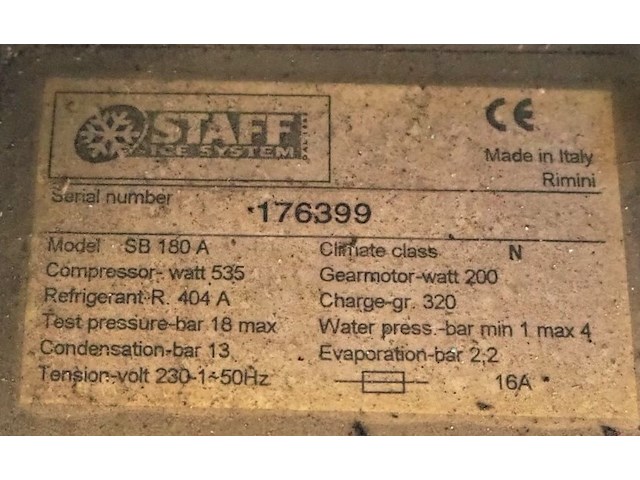 STAFF
ICE SYSTEM
CE
Made in Italy
Rimini
Serial number 176399
Model SB 180 A
Climate class N
Compressor- watt 535
Gearmotor-watt 200
Refrigerant-R. 404 A
Charge-gr. 320
Test pressure-bar 18 max
Water press.-bar min 1 max 4
Condensation-bar 13
Evaporation-bar 2,2
Tension-volt 230-1~50Hz
16A